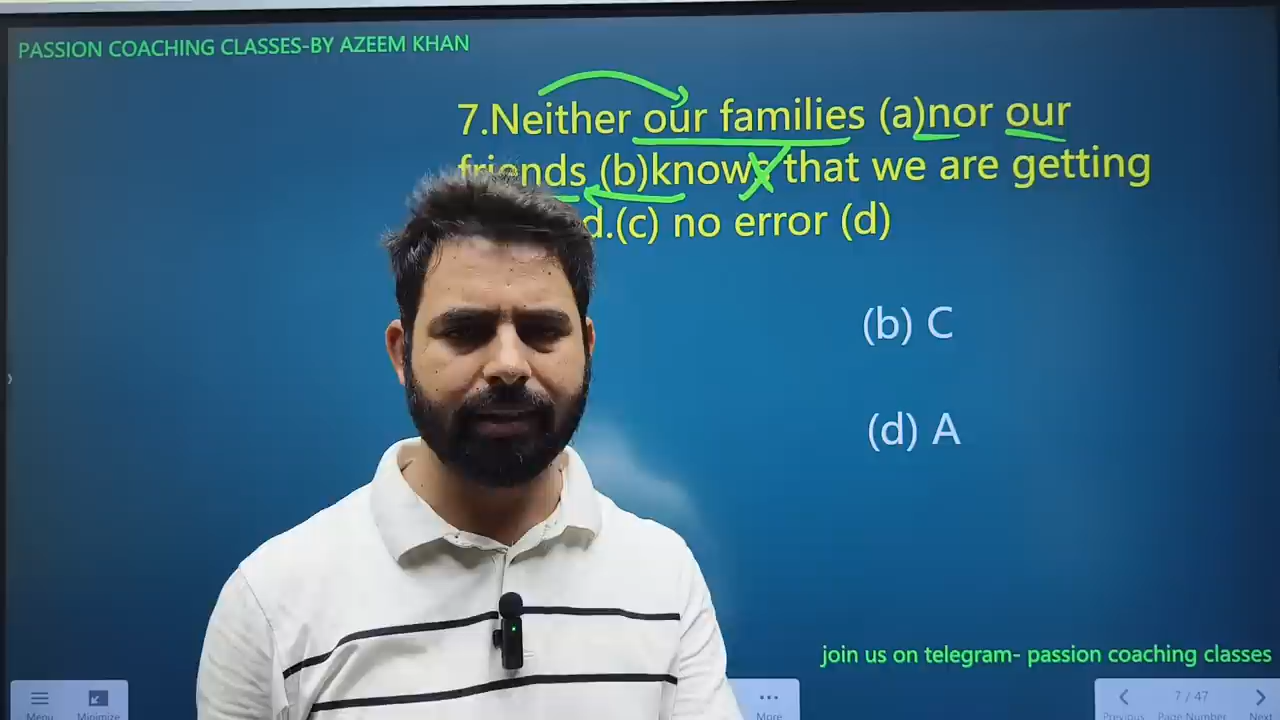 PASSION COACHING CLASSES-BY AZEEM KHAN
7.Neither our families (a)nor our
friends (b)knows that we are getting
d.(c) no error (d)
(b) C
(d) A
join us on telegram- passion coaching classes
Menu Minimize More Previous 7 / 47 Page Number Next